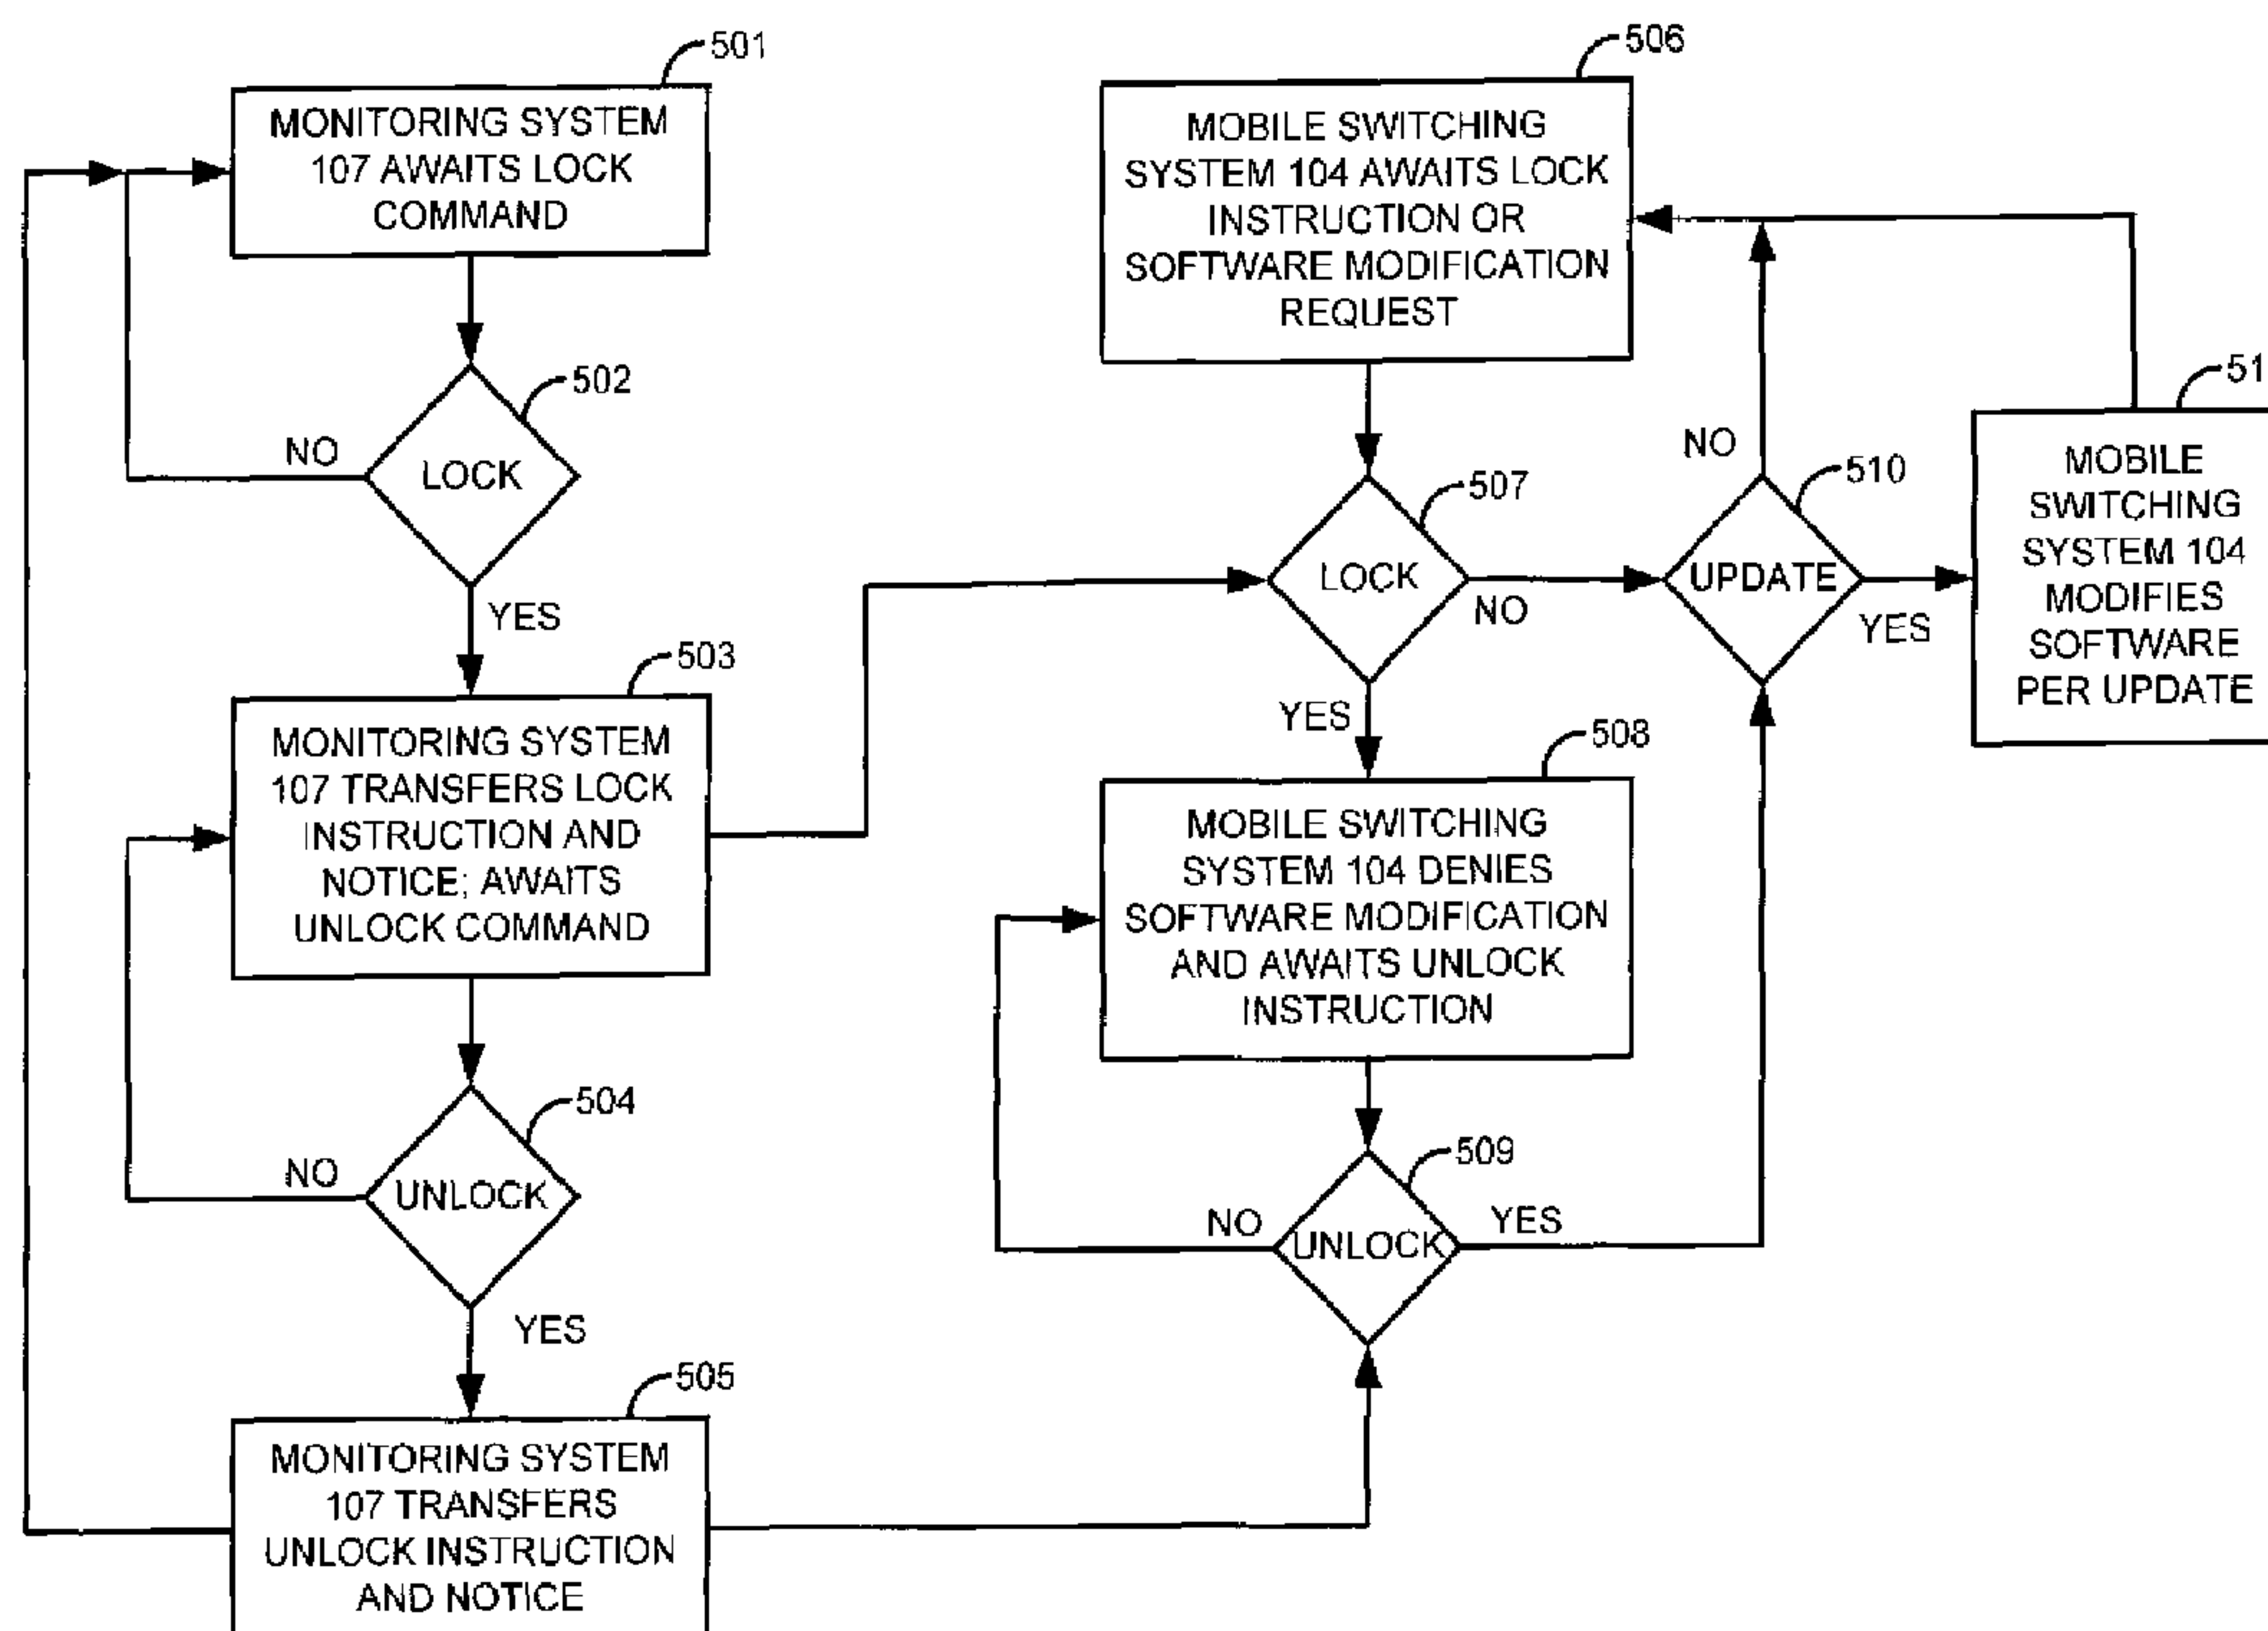 501
MONITORING SYSTEM
107 AWAITS LOCK
COMMAND
502
LOCK
NO
YES
503
MONITORING SYSTEM
107 TRANSFERS LOCK
INSTRUCTION AND
NOTICE; AWAITS
UNLOCK COMMAND
504
UNLOCK
NO
YES
505
MONITORING SYSTEM
107 TRANSFERS
UNLOCK INSTRUCTION
AND NOTICE
506
MOBILE SWITCHING
SYSTEM 104 AWAITS LOCK
INSTRUCTION OR
SOFTWARE MODIFICATION
REQUEST
507
LOCK
NO
YES
508
MOBILE SWITCHING
SYSTEM 104 DENIES
SOFTWARE MODIFICATION
AND AWAITS UNLOCK
INSTRUCTION
509
UNLOCK
NO
YES
510
UPDATE
NO
YES
MOBILE
SWITCHING
SYSTEM 104
MODIFIES
SOFTWARE
PER UPDATE